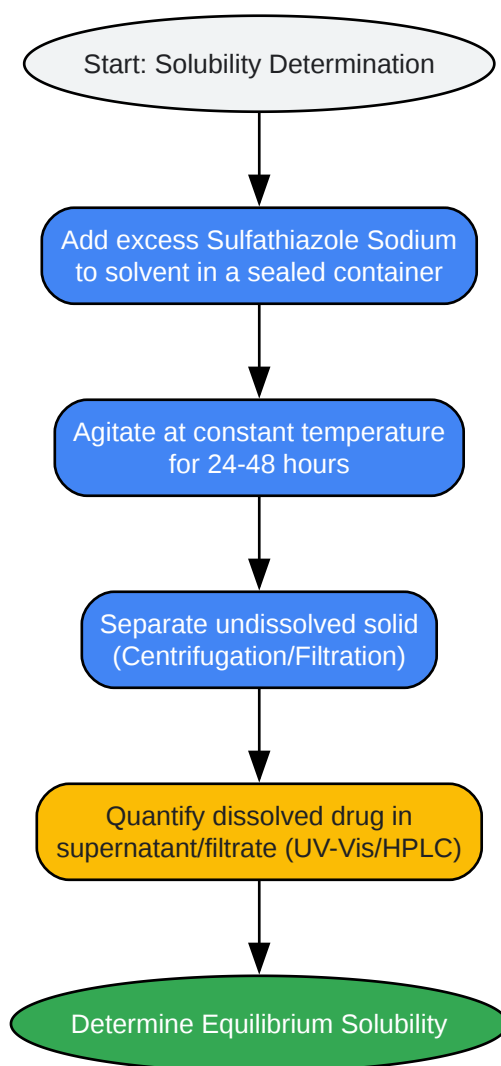 Start: Solubility Determination
Add excess Sulfathiazole Sodium
to solvent in a sealed container
Agitate at constant temperature
for 24-48 hours
Separate undissolved solid
(Centrifugation/Filtration)
Quantify dissolved drug in
supernatant/filtrate (UV-Vis/HPLC)
Determine Equilibrium Solubility